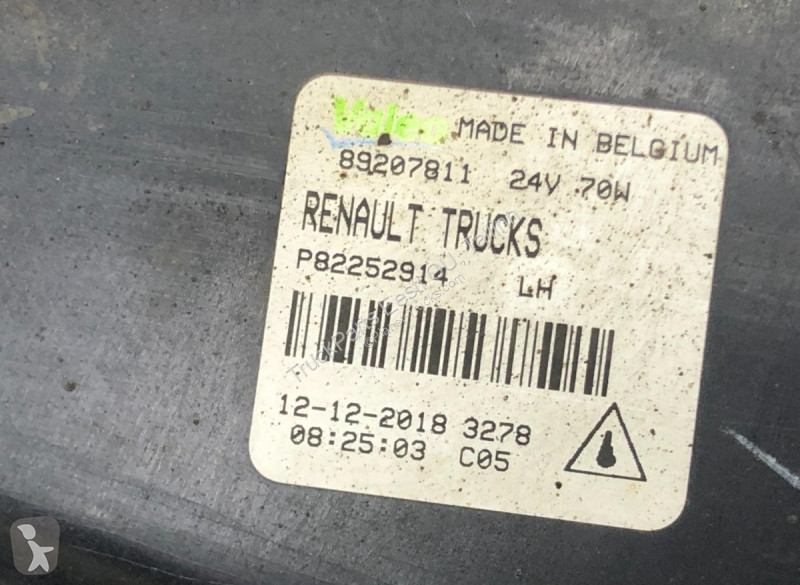 Valeo MADE IN BELGIUM
89207811 24V 70W
RENAULT TRUCKS
P82252914 LH
12-12-2018 3278
08:25:03 C05